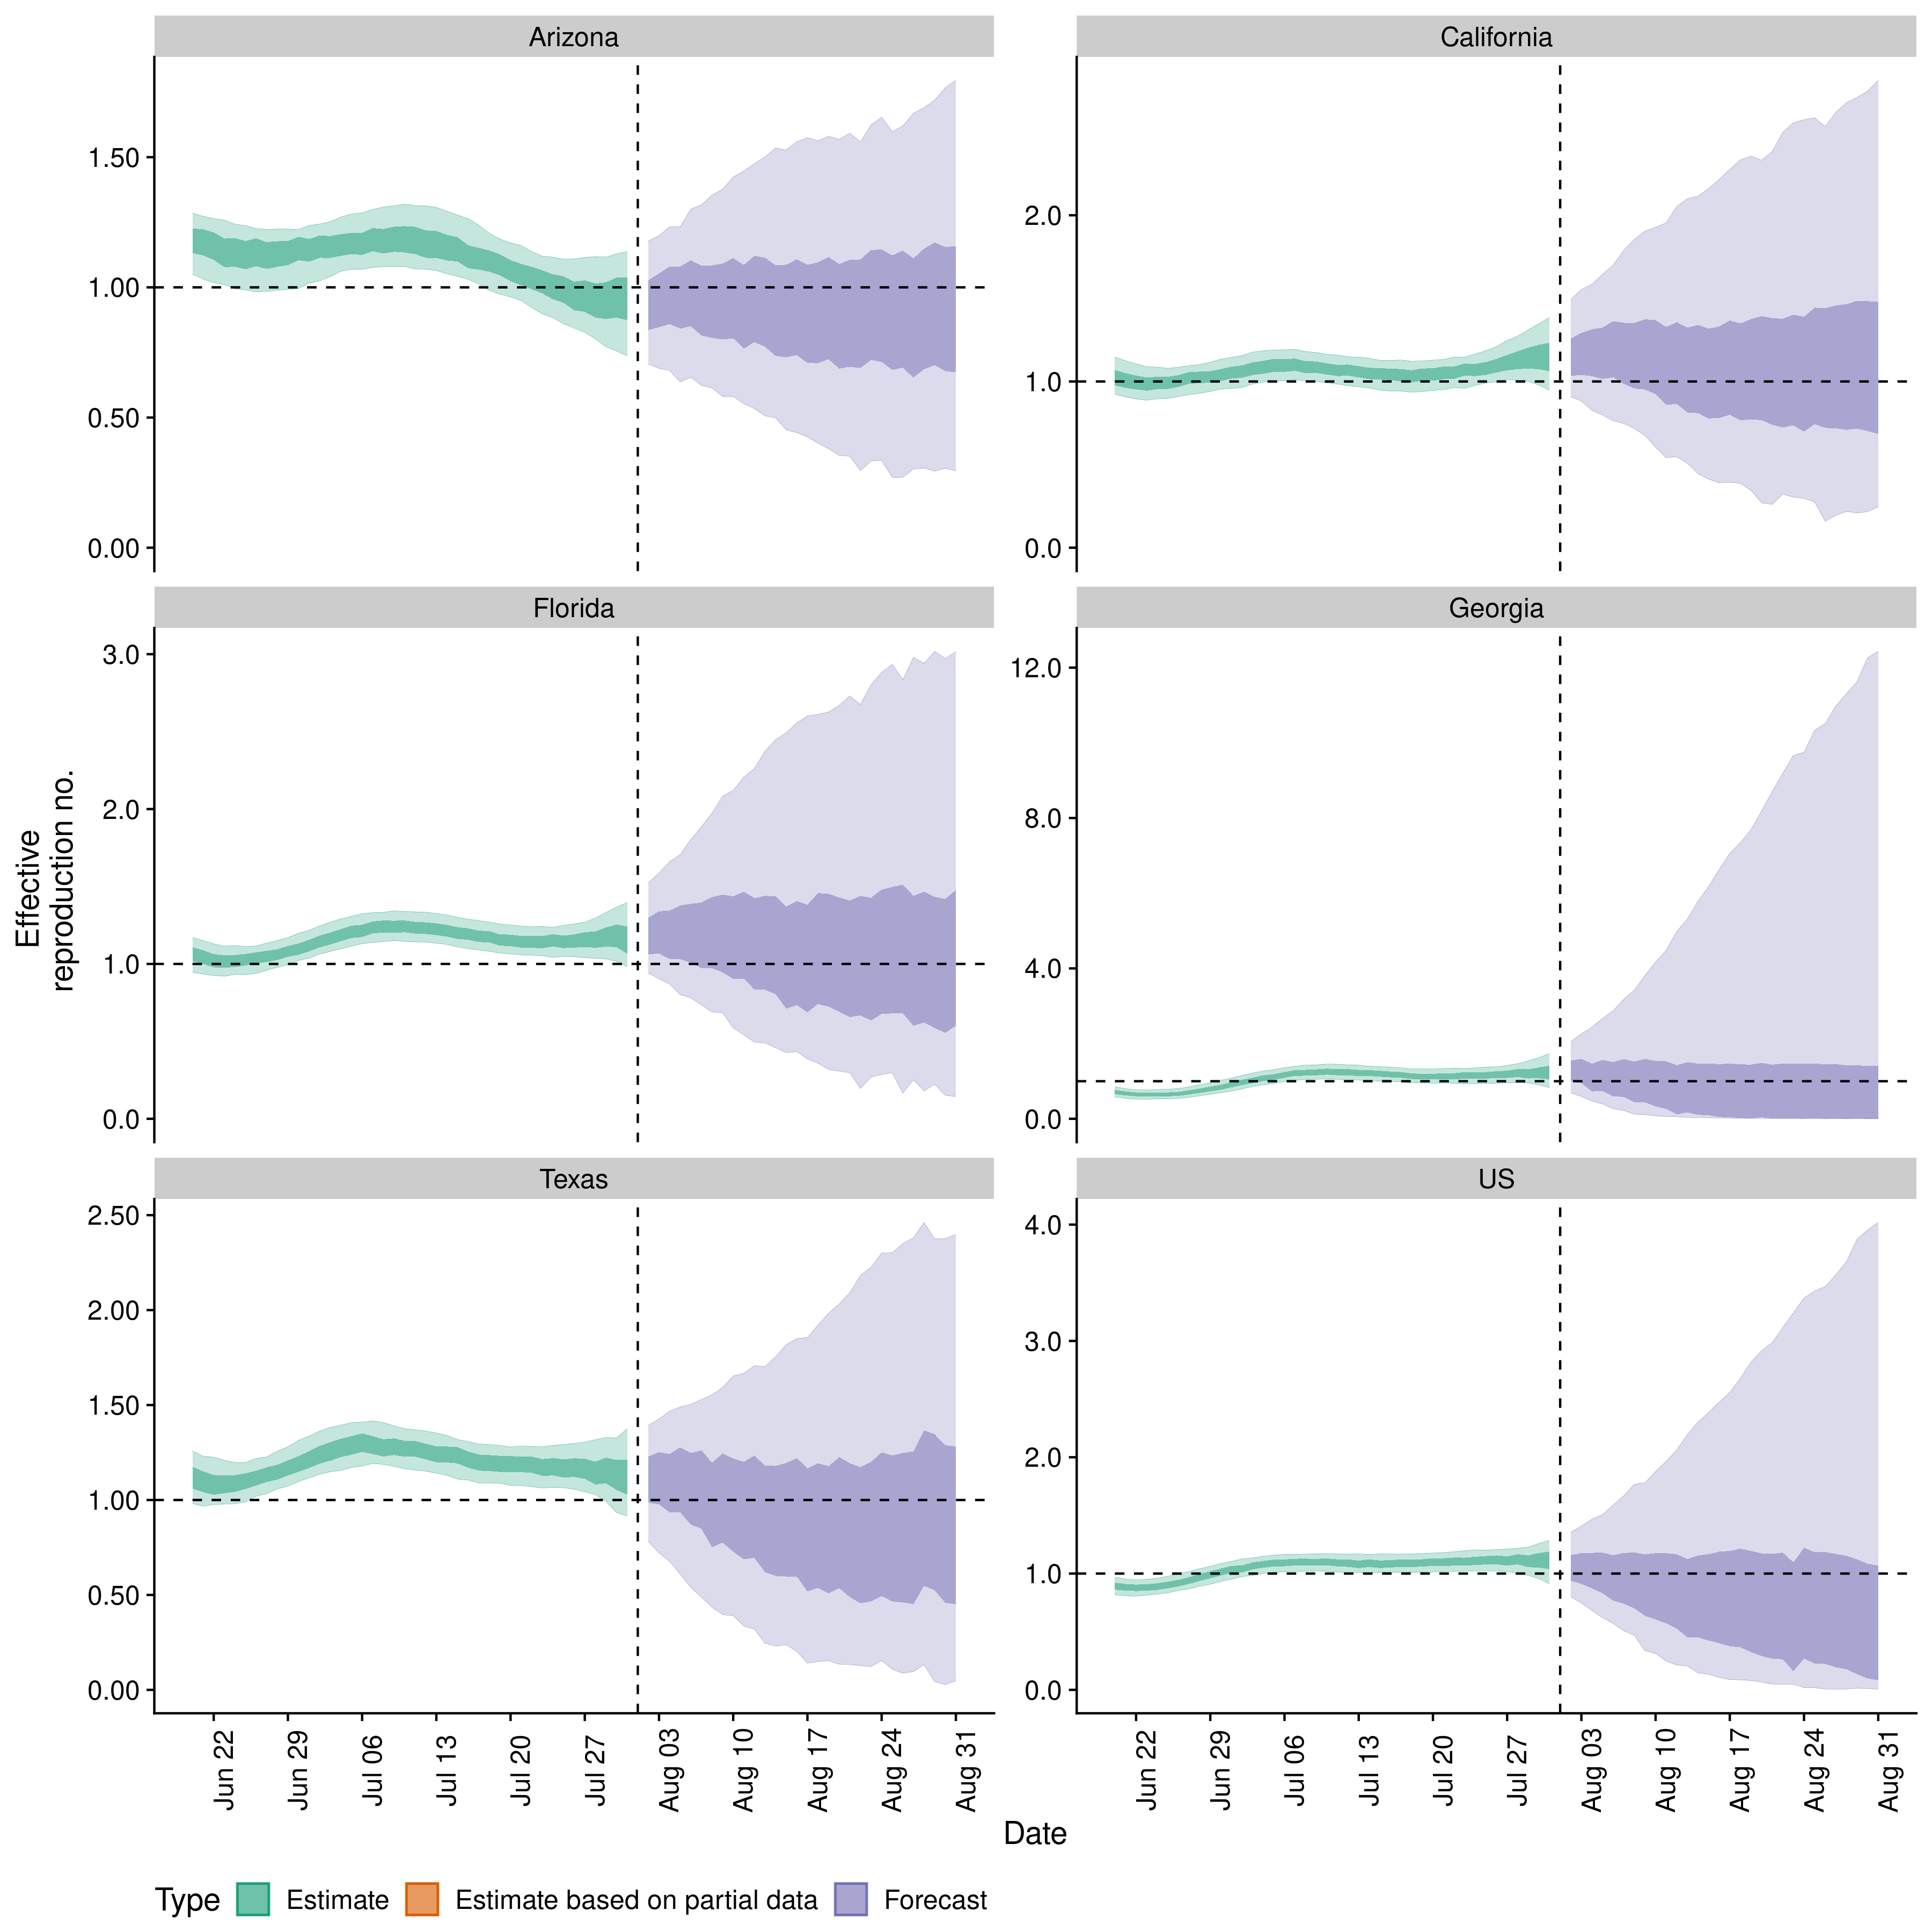 Arizona
California
1.50
1.00
0.50
0.00
2.0
1.0
0.0
Florida
Georgia
3.0
2.0
1.0
0.0
12.0
8.0
4.0
0.0
Texas
US
2.50
2.00
1.50
1.00
0.50
0.00
4.0
3.0
2.0
1.0
0.0
Effective
reproduction no.
Jun 22
Jun 29
Jul 06
Jul 13
Jul 20
Jul 27
Aug 03
Aug 10
Aug 17
Aug 24
Aug 31
Jun 22
Jun 29
Jul 06
Jul 13
Jul 20
Jul 27
Aug 03
Aug 10
Aug 17
Aug 24
Aug 31
Date
Type Estimate Estimate based on partial data Forecast